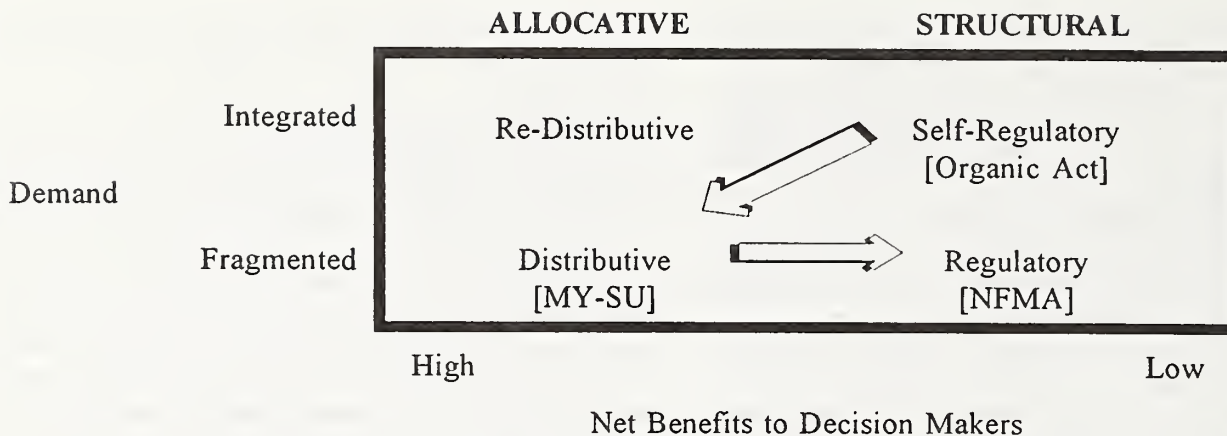 ALLOCATIVE STRUCTURAL
Integrated Re-Distributive Self-Regulatory
[Organic Act]
Demand
Fragmented Distributive Regulatory
[MY-SU] [NFMA]
High Low
Net Benefits to Decision Makers